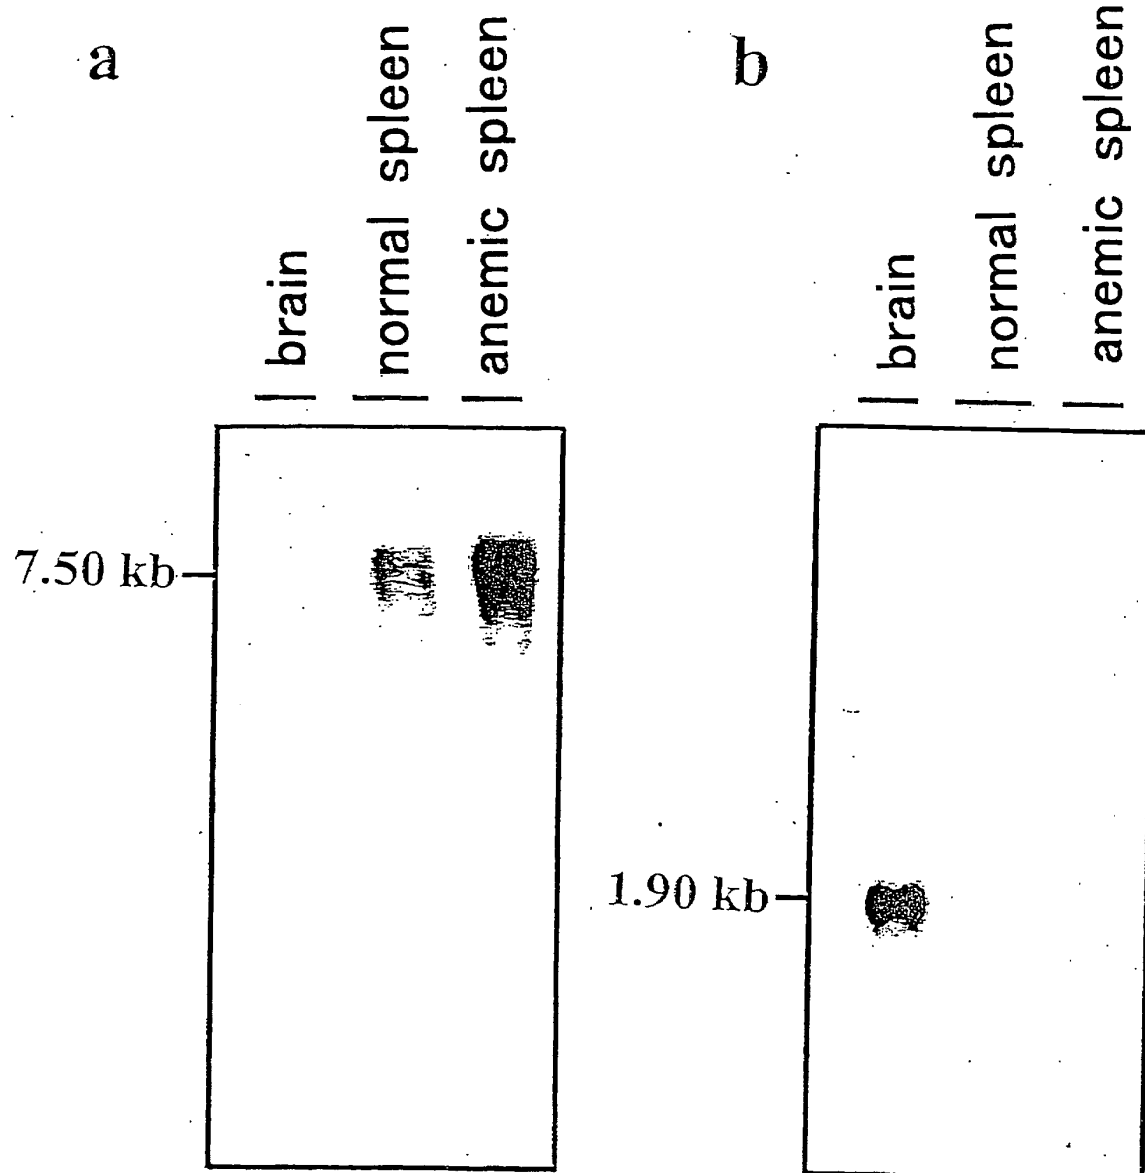 a
brain
normal spleen
anemic spleen
7.50 kb
b
brain
normal spleen
anemic spleen
1.90 kb